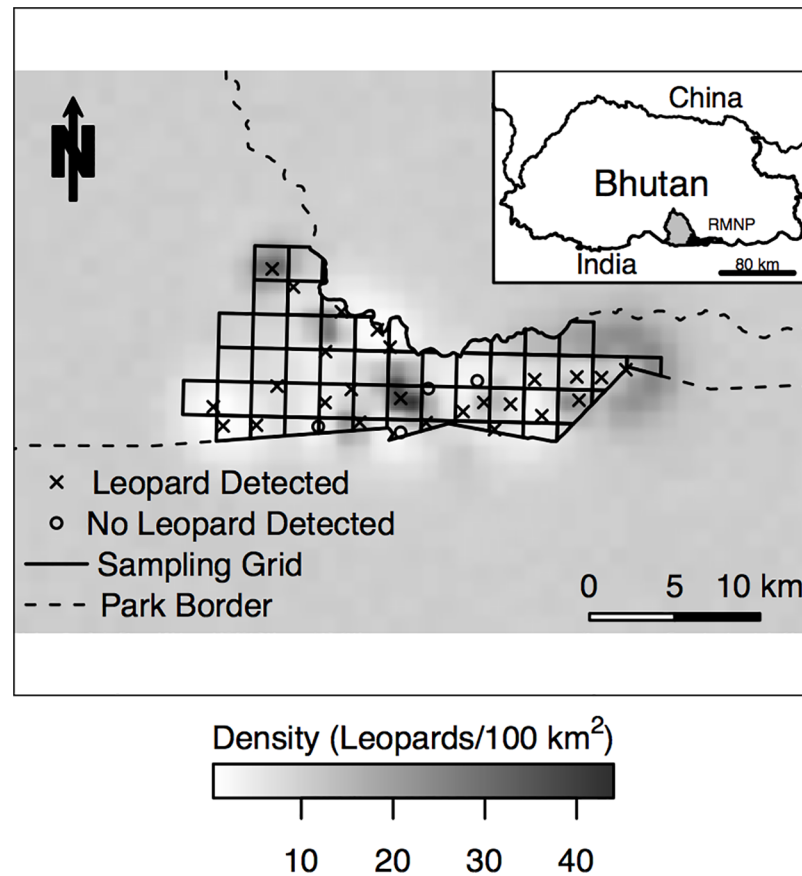 N
China
Bhutan
RMNP
India
80 km
Leopard Detected
No Leopard Detected
Sampling Grid
Park Border
0 5 10 km
Density (Leopards/100 km²)
10 20 30 40